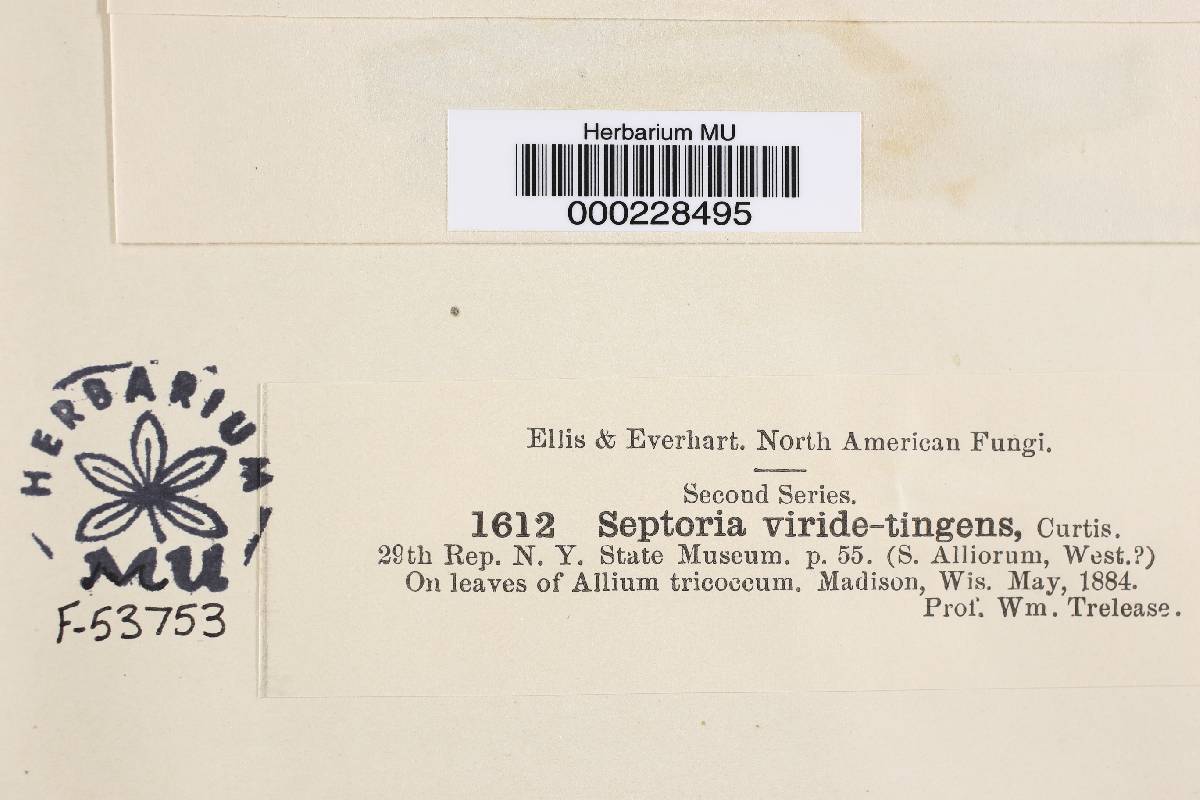 Herbarium MU
000228495
HERBARIUM
MU
F-53753
Ellis & Everhart. North American Fungi.
Second Series.
1612 Septoria viride-tingens, Curtis.
29th Rep. N. Y. State Museum. p. 55. (S. Alliorum, West.?)
On leaves of Allium tricoccum. Madison, Wis. May, 1884.
Prof. Wm. Trelease.